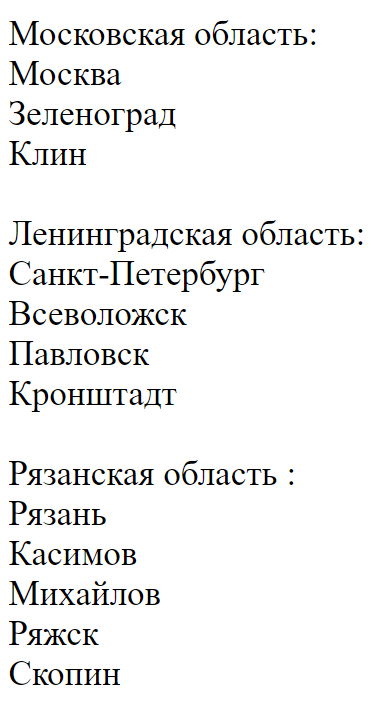 Московская область:
Москва
Зеленоград
Клин

Ленинградская область:
Санкт-Петербург
Всеволожск
Павловск
Кронштадт

Рязанская область :
Рязань
Касимов
Михайлов
Ряжск
Скопин